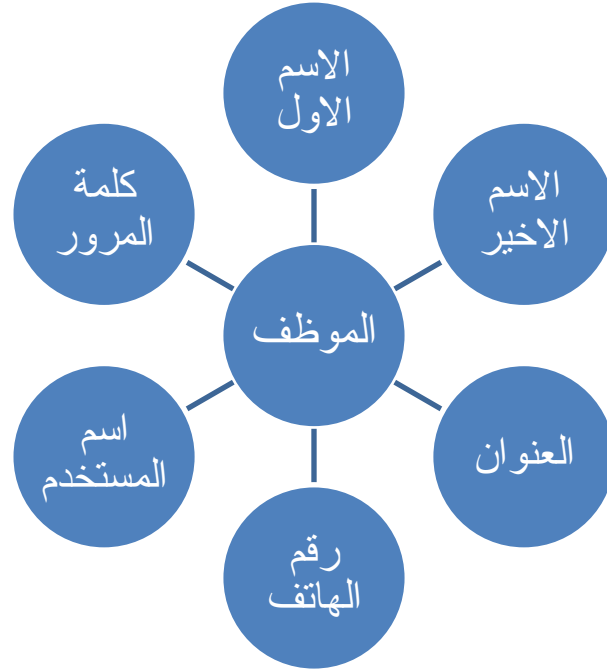 الاسم
الاول
الاسم
الاخير
العنوان
رقم
الهاتف
اسم
المستخدم
كلمة
المرور
الموظف